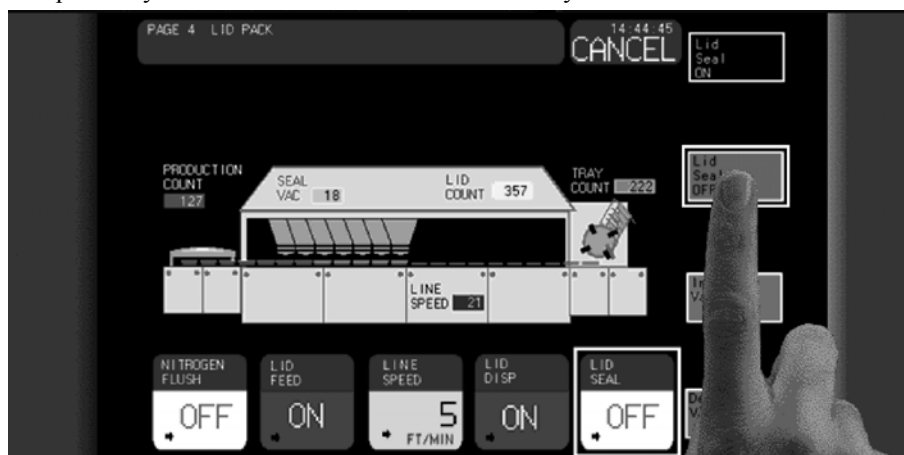 PAGE 4 LID PACK
14:44:45
CANCEL
Lid
Seal
ON
Lid
Seal
OFF
PRODUCTION
COUNT
127
SEAL
VAC 18
LID
COUNT 357
TRAY
COUNT 222
LINE
SPEED 21
NITROGEN
FLUSH
OFF
LID
FEED
ON
LINE
SPEED
5
FT/MIN
LID
DISP
ON
LID
SEAL
OFF